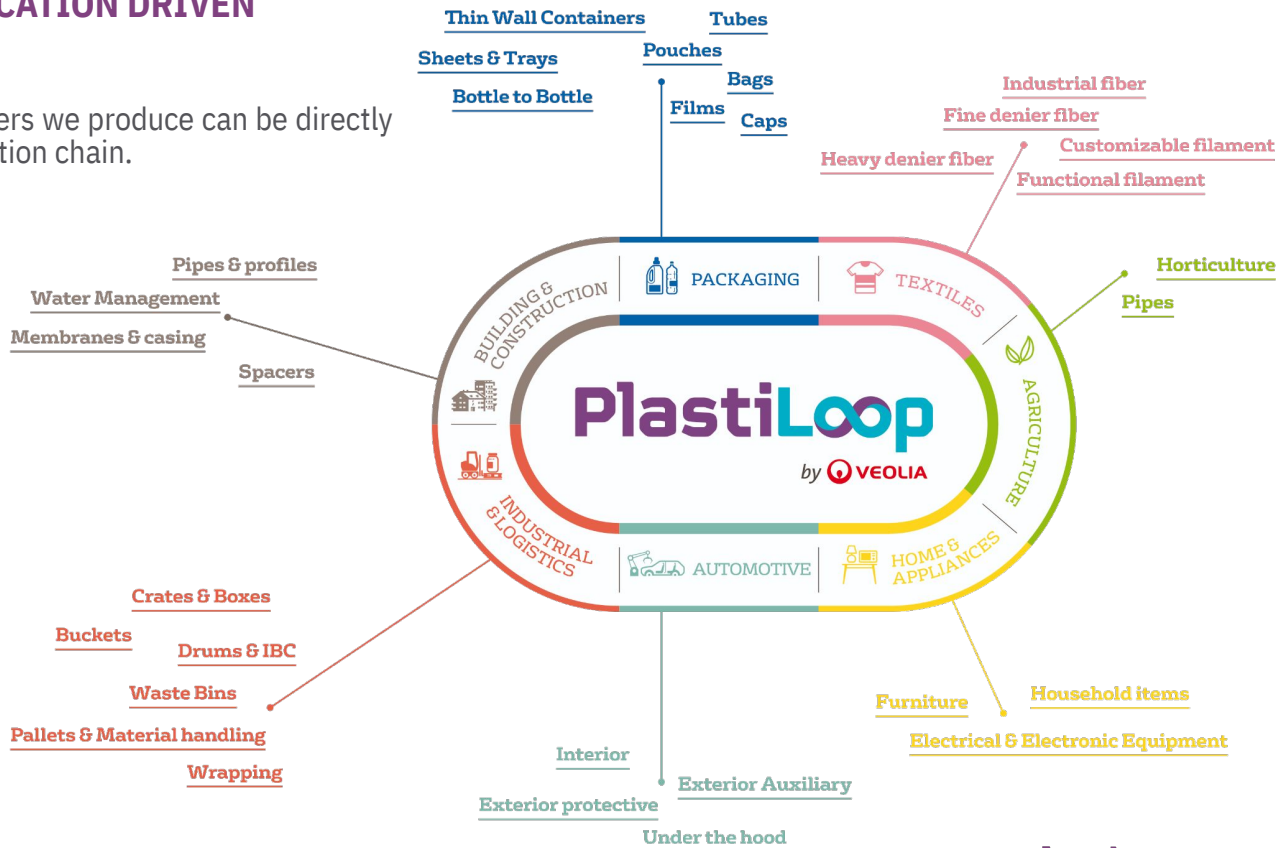 CATION DRIVEN
ers we produce can be directly
tion chain.
Thin Wall Containers
Tubes
Sheets & Trays
Pouches
Bottle to Bottle
Bags
Films
Caps
Industrial fiber
Fine denier fiber
Customizable filament
Heavy denier fiber
Functional filament
Horticulture
Pipes
Pipes & profiles
Water Management
Membranes & casing
Spacers
BUILDING &
CONSTRUCTION
PACKAGING
TEXTILES
AGRICULTURE
PlastiLoop
by VEOLIA
INDUSTRIAL
& LOGISTICS
AUTOMOTIVE
HOME &
APPLIANCES
Crates & Boxes
Buckets
Drums & IBC
Waste Bins
Pallets & Material handling
Wrapping
Interior
Exterior Auxiliary
Exterior protective
Under the hood
Furniture
Household items
Electrical & Electronic Equipment